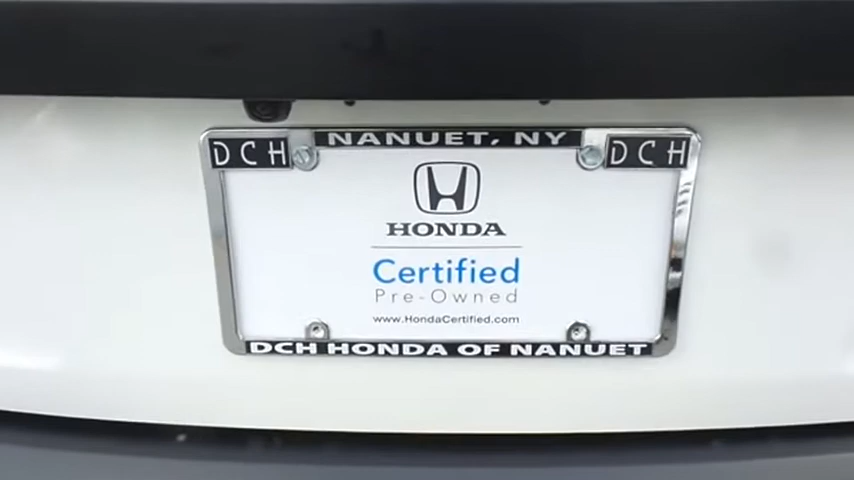 NANUET, NY
DCH
DCH
HONDA
Certified
Pre-Owned
www.HondaCertified.com
DCH HONDA OF NANUET